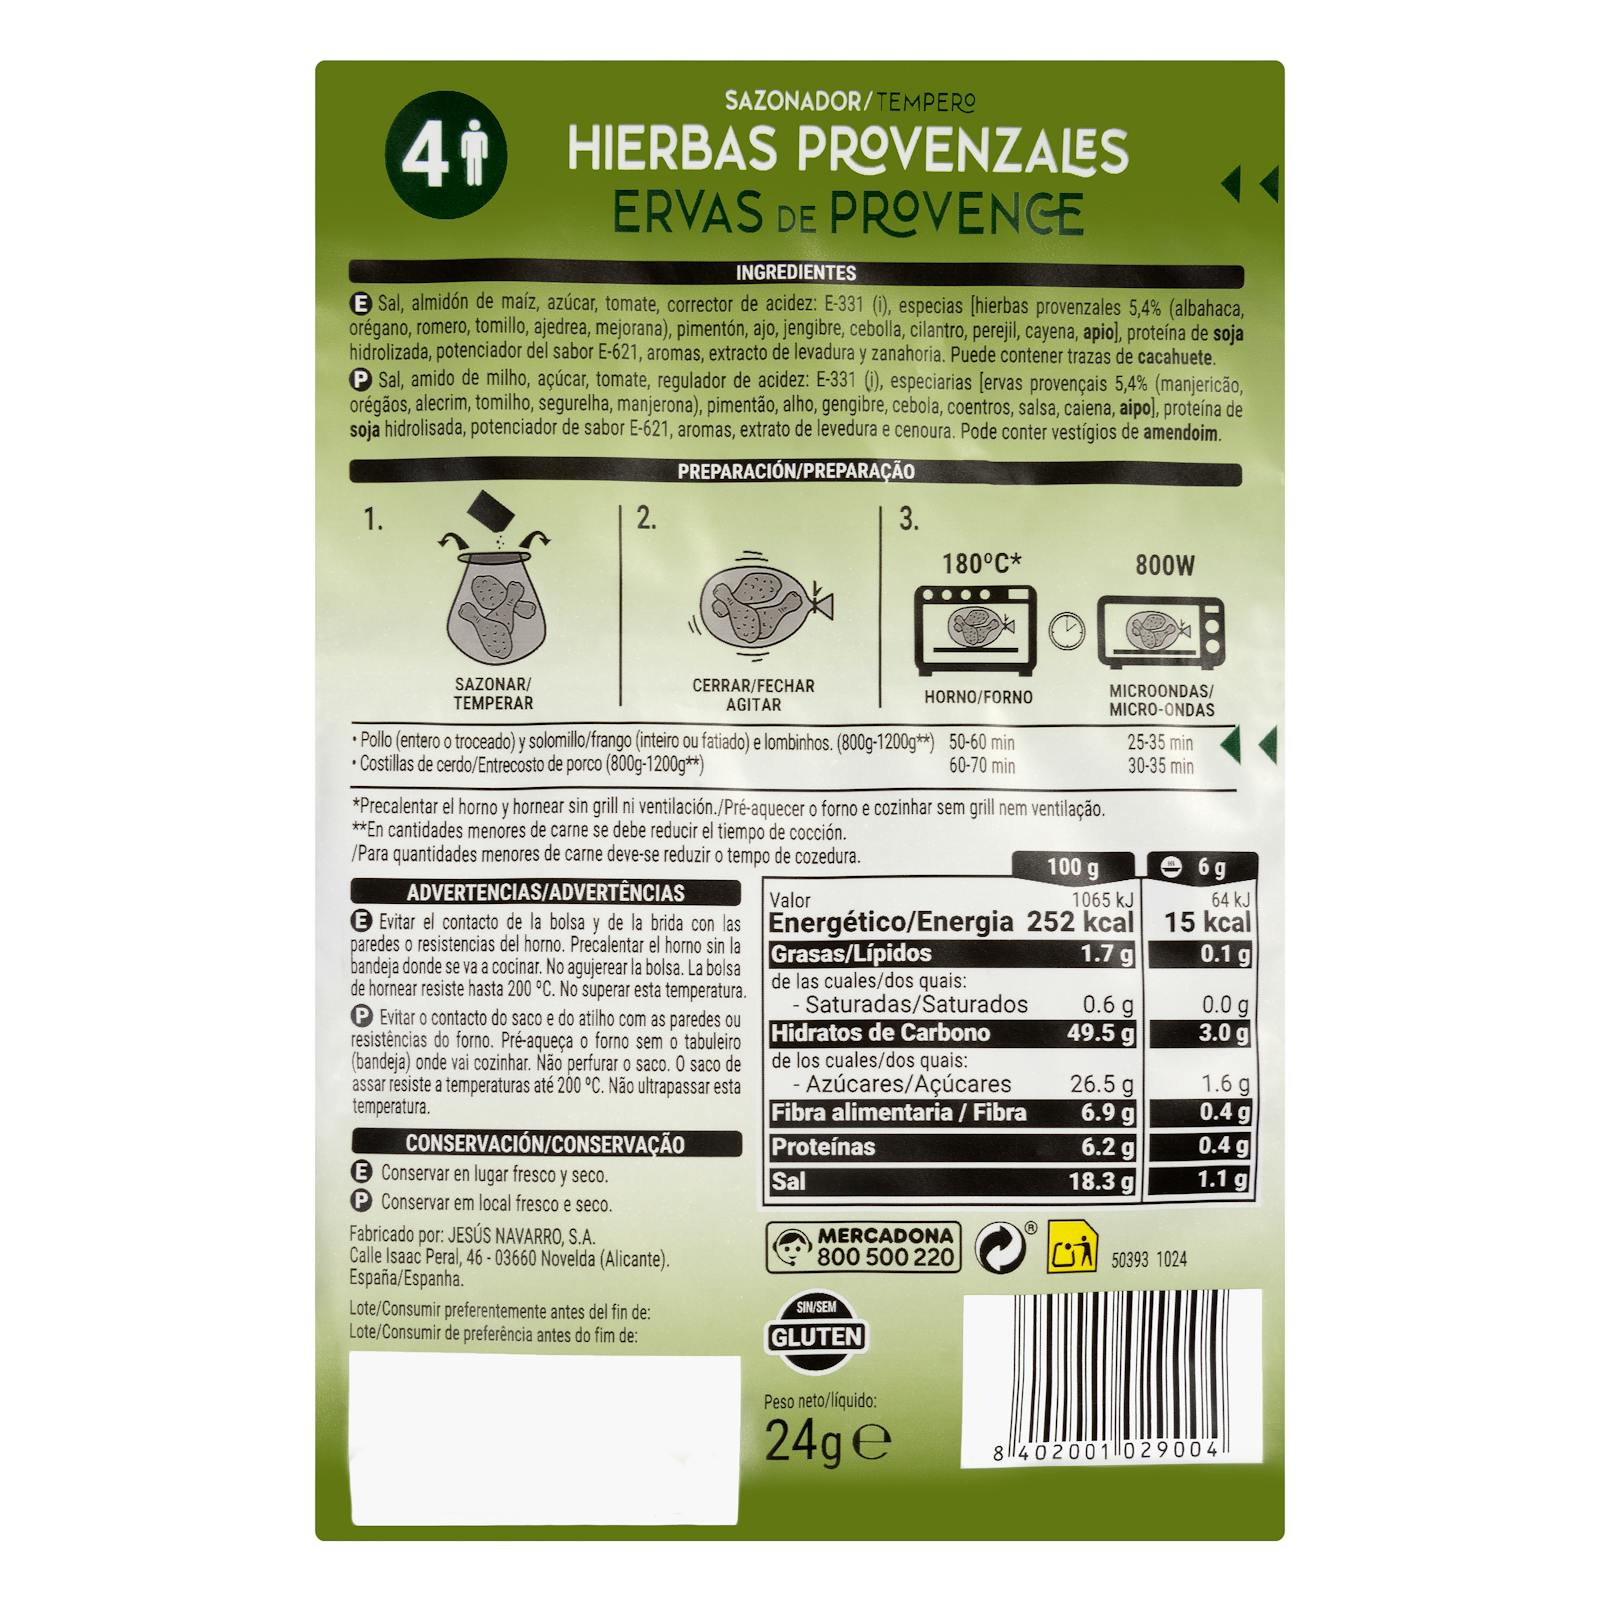 4
SAZONADOR/TEMPERO
HIERBAS PROVENZALES
ERVAS DE PROVENCE
INGREDIENTES
E Sal, almidón de maíz, azúcar, tomate, corrector de acidez: E-331 (i), especias [hierbas provenzales 5,4% (albahaca,
orégano, romero, tomillo, ajedrea, mejorana), pimentón, ajo, jengibre, cebolla, cilantro, perejil, cayena, apio], proteína de soja
hidrolizada, potenciador del sabor E-621, aromas, extracto de levadura y zanahoria. Puede contener trazas de cacahuete.
P Sal, amido de milho, açúcar, tomate, regulador de acidez: E-331 (i), especiarias [ervas provençais 5,4% (manjericão,
orégãos, alecrim, tomilho, segurelha, manjerona), pimentão, alho, gengibre, cebola, coentros, salsa, caiena, aipo], proteína de
soja hidrolisada, potenciador de sabor E-621, aromas, extrato de levedura e cenoura. Pode conter vestígios de amendoim.
PREPARACIÓN/PREPARAÇÃO
1.
SAZONAR/
TEMPERAR
2.
CERRAR/FECHAR
AGITAR
3.
180ºC* 800W
HORNO/FORNO
MICROONDAS/
MICRO-ONDAS
• Pollo (entero o troceado) y solomillo/frango (inteiro ou fatiado) e lombinhos. (800g-1200g**) 50-60 min 25-35 min
• Costillas de cerdo/Entrecosto de porco (800g-1200g**) 60-70 min 30-35 min
*Precalentar el horno y hornear sin grill ni ventilación./Pré-aquecer o forno e cozinhar sem grill nem ventilação.
**En cantidades menores de carne se debe reducir el tiempo de cocción.
/Para quantidades menores de carne deve-se reduzir o tempo de cozedura.
ADVERTENCIAS/ADVERTÊNCIAS
E Evitar el contacto de la bolsa y de la brida con las
paredes o resistencias del horno. Precalentar el horno sin la
bandeja donde se va a cocinar. No agujerear la bolsa. La bolsa
de hornear resiste hasta 200 ºC. No superar esta temperatura.
P Evitar o contacto do saco e do atilho com as paredes ou
resistências do forno. Pré-aqueça o forno sem o tabuleiro
(bandeja) onde vai cozinhar. Não perfurar o saco. O saco de
assar resiste a temperaturas até 200 ºC. Não ultrapassar esta
temperatura.
CONSERVACIÓN/CONSERVAÇÃO
E Conservar en lugar fresco y seco.
P Conservar em local fresco e seco.
Fabricado por: JESÚS NAVARRO, S.A.
Calle Isaac Peral, 46 - 03660 Novelda (Alicante).
España/Espanha.
Lote/Consumir preferentemente antes del fin de:
Lote/Consumir de preferência antes do fim de:
100 g 6 g
Valor 1065 kJ 64 kJ
Energético/Energia 252 kcal 15 kcal
Grasas/Lípidos 1.7 g 0.1 g
de las cuales/dos quais:
- Saturadas/Saturados 0.6 g 0.0 g
Hidratos de Carbono 49.5 g 3.0 g
de los cuales/dos quais:
- Azúcares/Açúcares 26.5 g 1.6 g
Fibra alimentaria / Fibra 6.9 g 0.4 g
Proteínas 6.2 g 0.4 g
Sal 18.3 g 1.1 g
MERCADONA
800 500 220
®
50393 1024
SIN/SEM
GLUTEN
Peso neto/líquido:
24g e
8 402001 029004